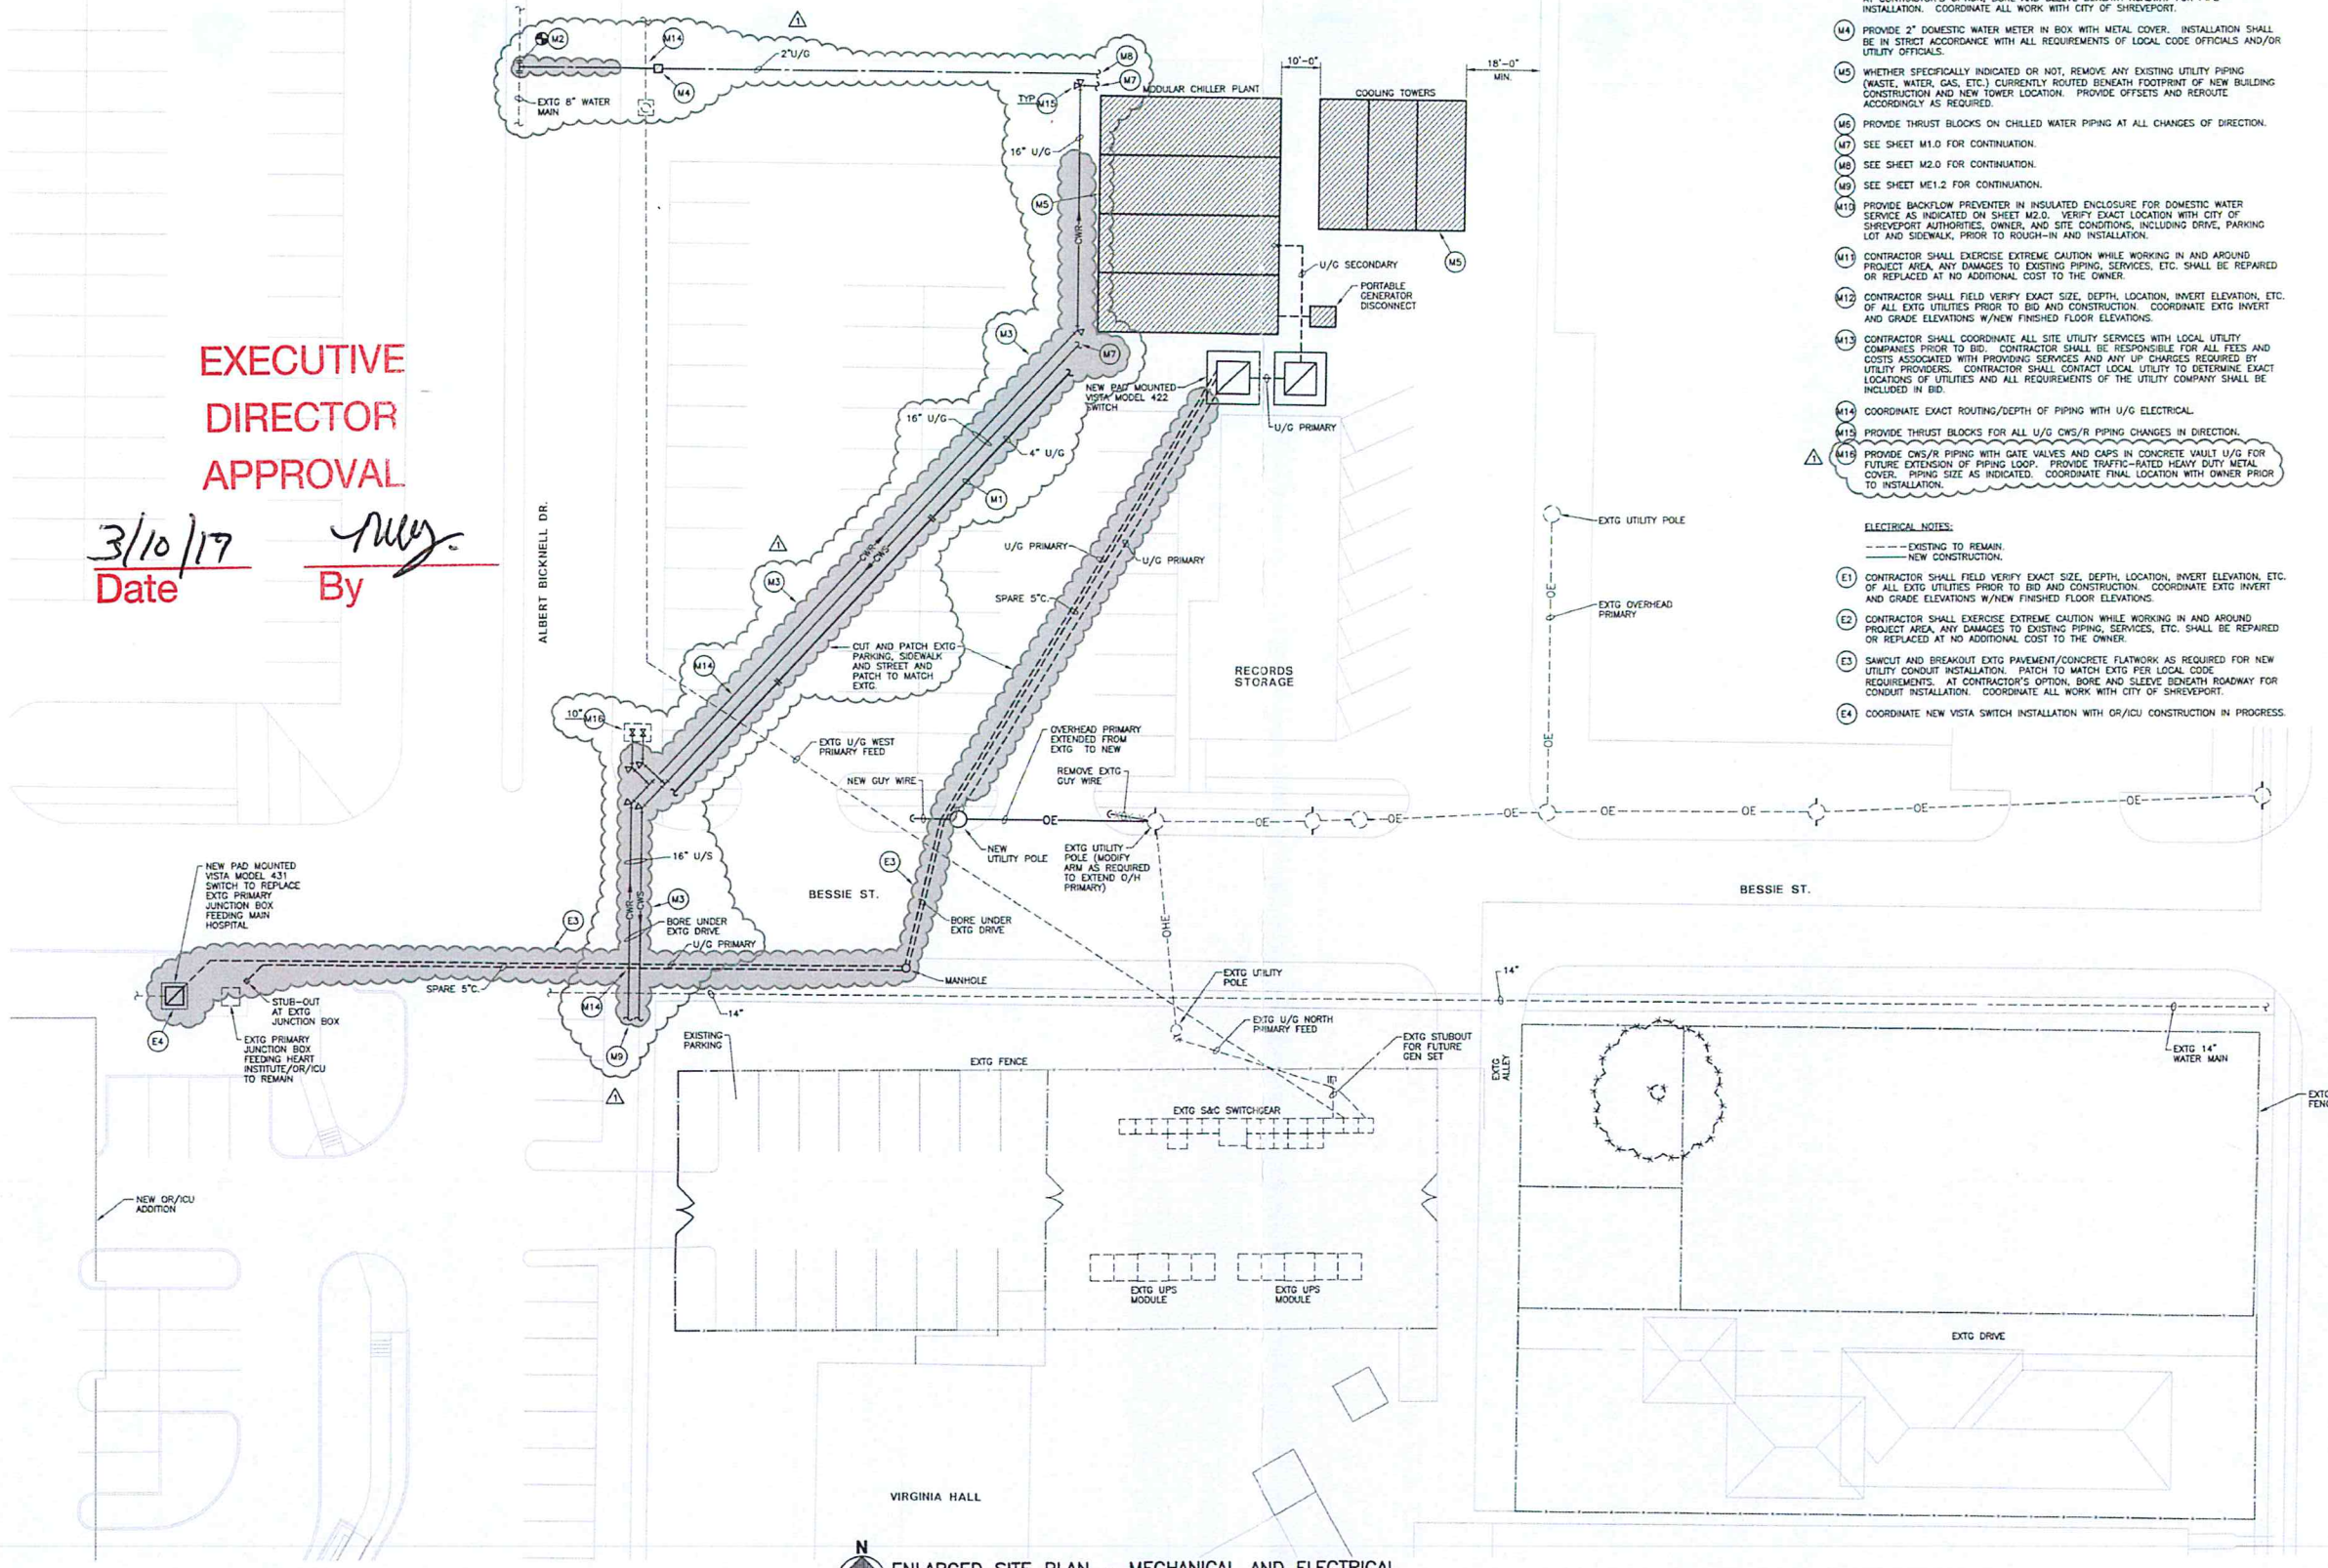 EXECUTIVE
DIRECTOR
APPROVAL
3/10/17
Date
By
M2
M14
1
2"U/G
M8
M7
M4
EXTG 8" WATER
MAIN
TYP
M15
MODULAR CHILLER PLANT
10'-0"
COOLING TOWERS
18'-0"
MIN.
16" U/G
M5
CWR
M5
U/G SECONDARY
PORTABLE
GENERATOR
DISCONNECT
M3
M7
NEW PAD MOUNTED
VISTA MODEL 422
SWITCH
U/G PRIMARY
16" U/G
4" U/G
M1
ALBERT BICKNELL DR.
1
CWR
CWS
M3
U/G PRIMARY
U/G PRIMARY
SPARE 5"C.
CUT AND PATCH EXTG
PARKING, SIDEWALK
AND STREET AND
PATCH TO MATCH
EXTG.
M14
RECORDS
STORAGE
EXTG UTILITY POLE
OE
EXTG OVERHEAD
PRIMARY
OE
10"
M16
EXTG U/G WEST
PRIMARY FEED
OVERHEAD PRIMARY
EXTENDED FROM
EXTG TO NEW
NEW GUY WIRE
REMOVE EXTG
GUY WIRE
OE
OE
OE
OE
OE
OE
OE
OE
NEW
UTILITY POLE
EXTG UTILITY
POLE (MODIFY
ARM AS REQUIRED
TO EXTEND O/H
PRIMARY)
16" U/S
E3
BESSIE ST.
BESSIE ST.
NEW PAD MOUNTED
VISTA MODEL 431
SWITCH TO REPLACE
EXTG PRIMARY
JUNCTION BOX
FEEDING MAIN
HOSPITAL
CWR
CWS
M3
E3
BORE UNDER
EXTG DRIVE
U/G PRIMARY
BORE UNDER
EXTG DRIVE
OHE
MANHOLE
SPARE 5"C.
STUB-OUT
AT EXTG
JUNCTION BOX
E4
EXTG PRIMARY
JUNCTION BOX
FEEDING HEART
INSTITUTE/OR/ICU
TO REMAIN
M14
14"
M9
1
EXISTING
PARKING
EXTG UTILITY
POLE
EXTG U/G NORTH
PRIMARY FEED
14"
EXTG STUBOUT
FOR FUTURE
GEN SET
EXTG FENCE
EXTG
ALLEY
EXTG 14"
WATER MAIN
EXTG
EXTG S&C SWITCHGEAR
NEW OR/ICU
ADDITION
EXTG UPS
MODULE
EXTG UPS
MODULE
EXTG DRIVE
VIRGINIA HALL
N
ENLARGED SITE PLAN - MECHANICAL AND ELECTRICAL
INSTALLATION. COORDINATE ALL WORK WITH CITY OF SHREVEPORT.
M4 PROVIDE 2" DOMESTIC WATER METER IN BOX WITH METAL COVER. INSTALLATION SHALL
BE IN STRICT ACCORDANCE WITH ALL REQUIREMENTS OF LOCAL CODE OFFICIALS AND/OR
UTILITY OFFICIALS.
M5 WHETHER SPECIFICALLY INDICATED OR NOT, REMOVE ANY EXISTING UTILITY PIPING
(WASTE, WATER, GAS, ETC.) CURRENTLY ROUTED BENEATH FOOTPRINT OF NEW BUILDING
CONSTRUCTION AND NEW TOWER LOCATION. PROVIDE OFFSETS AND REROUTE
ACCORDINGLY AS REQUIRED.
M6 PROVIDE THRUST BLOCKS ON CHILLED WATER PIPING AT ALL CHANGES OF DIRECTION.
M7 SEE SHEET M1.0 FOR CONTINUATION.
M8 SEE SHEET M2.0 FOR CONTINUATION.
M9 SEE SHEET ME1.2 FOR CONTINUATION.
M10 PROVIDE BACKFLOW PREVENTER IN INSULATED ENCLOSURE FOR DOMESTIC WATER
SERVICE AS INDICATED ON SHEET M2.0. VERIFY EXACT LOCATION WITH CITY OF
SHREVEPORT AUTHORITIES, OWNER, AND SITE CONDITIONS, INCLUDING DRIVE, PARKING
LOT AND SIDEWALK, PRIOR TO ROUGH-IN AND INSTALLATION.
M11 CONTRACTOR SHALL EXERCISE EXTREME CAUTION WHILE WORKING IN AND AROUND
PROJECT AREA, ANY DAMAGES TO EXISTING PIPING, SERVICES, ETC. SHALL BE REPAIRED
OR REPLACED AT NO ADDITIONAL COST TO THE OWNER.
M12 CONTRACTOR SHALL FIELD VERIFY EXACT SIZE, DEPTH, LOCATION, INVERT ELEVATION, ETC.
OF ALL EXTG UTILITIES PRIOR TO BID AND CONSTRUCTION. COORDINATE EXTG INVERT
AND GRADE ELEVATIONS W/NEW FINISHED FLOOR ELEVATIONS.
M13 CONTRACTOR SHALL COORDINATE ALL SITE UTILITY SERVICES WITH LOCAL UTILITY
COMPANIES PRIOR TO BID. CONTRACTOR SHALL BE RESPONSIBLE FOR ALL FEES AND
COSTS ASSOCIATED WITH PROVIDING SERVICES AND ANY UP CHARGES REQUIRED BY
UTILITY PROVIDERS. CONTRACTOR SHALL CONTACT LOCAL UTILITY TO DETERMINE EXACT
LOCATIONS OF UTILITIES AND ALL REQUIREMENTS OF THE UTILITY COMPANY SHALL BE
INCLUDED IN BID.
M14 COORDINATE EXACT ROUTING/DEPTH OF PIPING WITH U/G ELECTRICAL.
M15 PROVIDE THRUST BLOCKS FOR ALL U/G CWS/R PIPING CHANGES IN DIRECTION.
1
M16 PROVIDE CWS/R PIPING WITH GATE VALVES AND CAPS IN CONCRETE VAULT U/G FOR
FUTURE EXTENSION OF PIPING LOOP. PROVIDE TRAFFIC-RATED HEAVY DUTY METAL
COVER. PIPING SIZE AS INDICATED. COORDINATE FINAL LOCATION WITH OWNER PRIOR
TO INSTALLATION.
ELECTRICAL NOTES:
EXISTING TO REMAIN.
NEW CONSTRUCTION.
E1 CONTRACTOR SHALL FIELD VERIFY EXACT SIZE, DEPTH, LOCATION, INVERT ELEVATION, ETC.
OF ALL EXTG UTILITIES PRIOR TO BID AND CONSTRUCTION. COORDINATE EXTG INVERT
AND GRADE ELEVATIONS W/NEW FINISHED FLOOR ELEVATIONS.
E2 CONTRACTOR SHALL EXERCISE EXTREME CAUTION WHILE WORKING IN AND AROUND
PROJECT AREA, ANY DAMAGES TO EXISTING PIPING, SERVICES, ETC. SHALL BE REPAIRED
OR REPLACED AT NO ADDITIONAL COST TO THE OWNER.
E3 SAWCUT AND BREAKOUT EXTG PAVEMENT/CONCRETE FLATWORK AS REQUIRED FOR NEW
UTILITY CONDUIT INSTALLATION. PATCH TO MATCH EXTG PER LOCAL CODE
REQUIREMENTS. AT CONTRACTOR'S OPTION, BORE AND SLEEVE BENEATH ROADWAY FOR
CONDUIT INSTALLATION. COORDINATE ALL WORK WITH CITY OF SHREVEPORT.
E4 COORDINATE NEW VISTA SWITCH INSTALLATION WITH OR/ICU CONSTRUCTION IN PROGRESS.